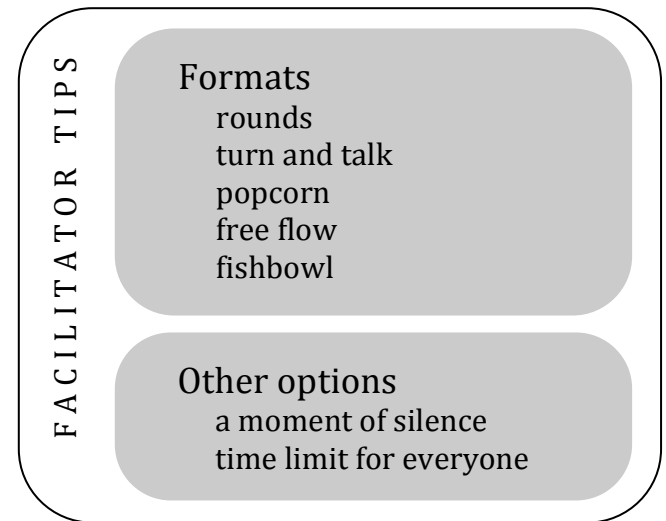 FACILITATOR TIPS
Formats
rounds
turn and talk
popcorn
free flow
fishbowl
Other options
a moment of silence
time limit for everyone